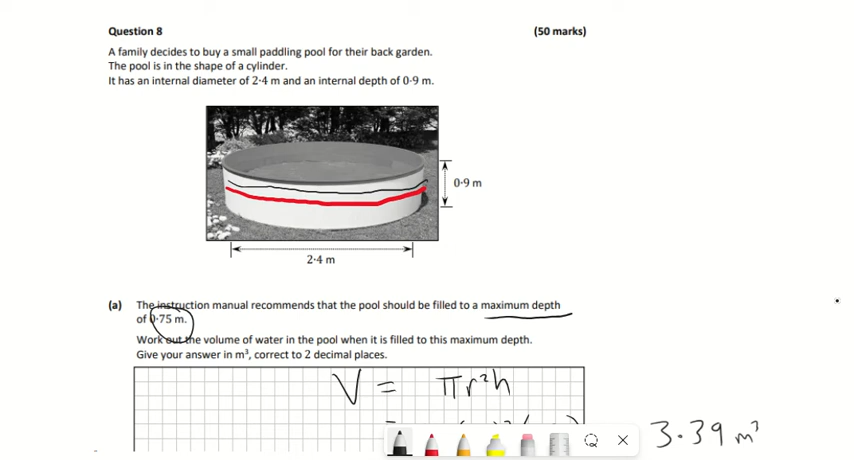 Question 8 (50 marks)
A family decides to buy a small paddling pool for their back garden.
The pool is in the shape of a cylinder.
It has an internal diameter of 2·4 m and an internal depth of 0·9 m.
0·9 m
2·4 m
(a) The instruction manual recommends that the pool should be filled to a maximum depth
of 0·75 m.
Work out the volume of water in the pool when it is filled to this maximum depth.
Give your answer in m³, correct to 2 decimal places.
V = πr²h
=
3.39 m³